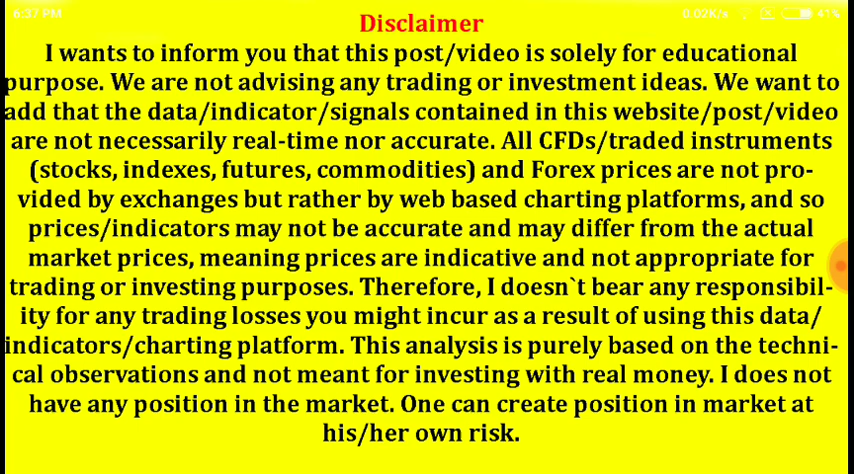 6:37 PM 0.02K/s 41%
Disclaimer
I wants to inform you that this post/video is solely for educational
purpose. We are not advising any trading or investment ideas. We want to
add that the data/indicator/signals contained in this website/post/video
are not necessarily real-time nor accurate. All CFDs/traded instruments
(stocks, indexes, futures, commodities) and Forex prices are not pro-
vided by exchanges but rather by web based charting platforms, and so
prices/indicators may not be accurate and may differ from the actual
market prices, meaning prices are indicative and not appropriate for
trading or investing purposes. Therefore, I doesn`t bear any responsibil-
ity for any trading losses you might incur as a result of using this data/
indicators/charting platform. This analysis is purely based on the techni-
cal observations and not meant for investing with real money. I does not
have any position in the market. One can create position in market at
his/her own risk.